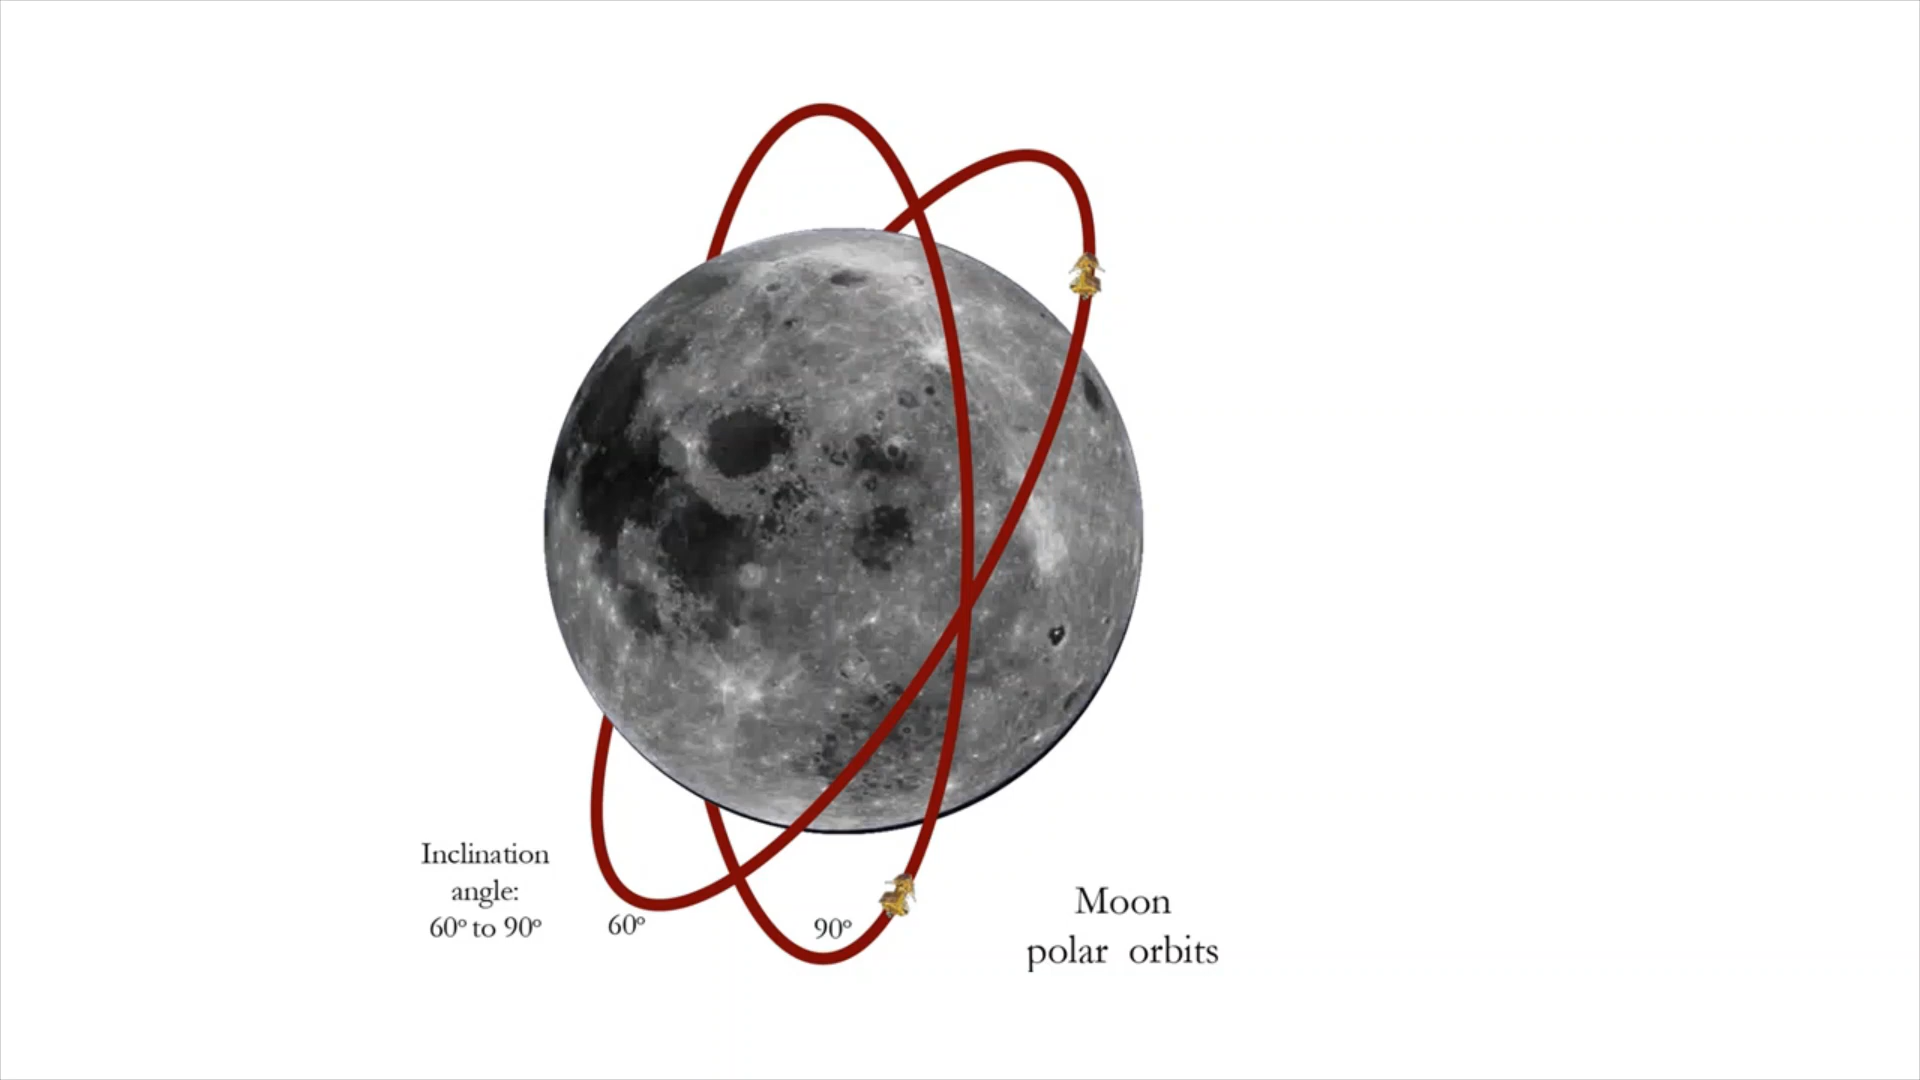 Inclination
angle:
60º to 90º
60º
90º
Moon
polar orbits